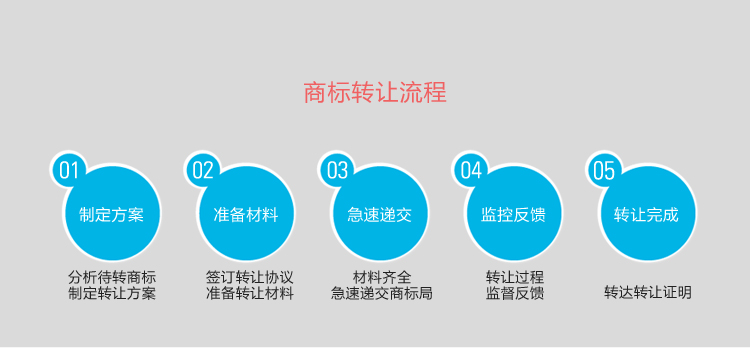 商标转让流程
01
02
03
04
05
制定方案
准备材料
急速递交
监控反馈
转让完成
分析待转商标
制定转让方案
签订转让协议
准备转让材料
材料齐全
急速递交商标局
转让过程
监督反馈
转达转让证明